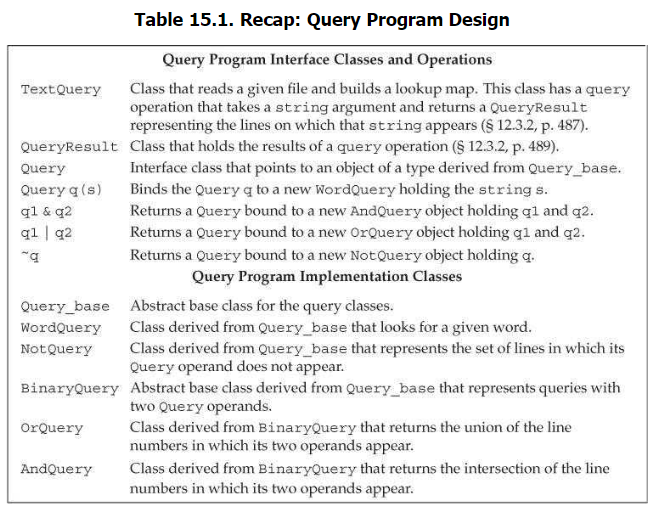 Table 15.1. Recap: Query Program Design
Query Program Interface Classes and Operations
TextQuery Class that reads a given file and builds a lookup map. This class has a query
operation that takes a string argument and returns a QueryResult
representing the lines on which that string appears (§ 12.3.2, p. 487).
QueryResult Class that holds the results of a query operation (§ 12.3.2, p. 489).
Query Interface class that points to an object of a type derived from Query_base.
Query q(s) Binds the Query q to a new WordQuery holding the string s.
q1 & q2 Returns a Query bound to a new AndQuery object holding q1 and q2.
q1 | q2 Returns a Query bound to a new OrQuery object holding q1 and q2.
~q Returns a Query bound to a new NotQuery object holding q.
Query Program Implementation Classes
Query_base Abstract base class for the query classes.
WordQuery Class derived from Query_base that looks for a given word.
NotQuery Class derived from Query_base that represents the set of lines in which its
Query operand does not appear.
BinaryQuery Abstract base class derived from Query_base that represents queries with
two Query operands.
OrQuery Class derived from BinaryQuery that returns the union of the line
numbers in which its two operands appear.
AndQuery Class derived from BinaryQuery that returns the intersection of the line
numbers in which its two operands appear.